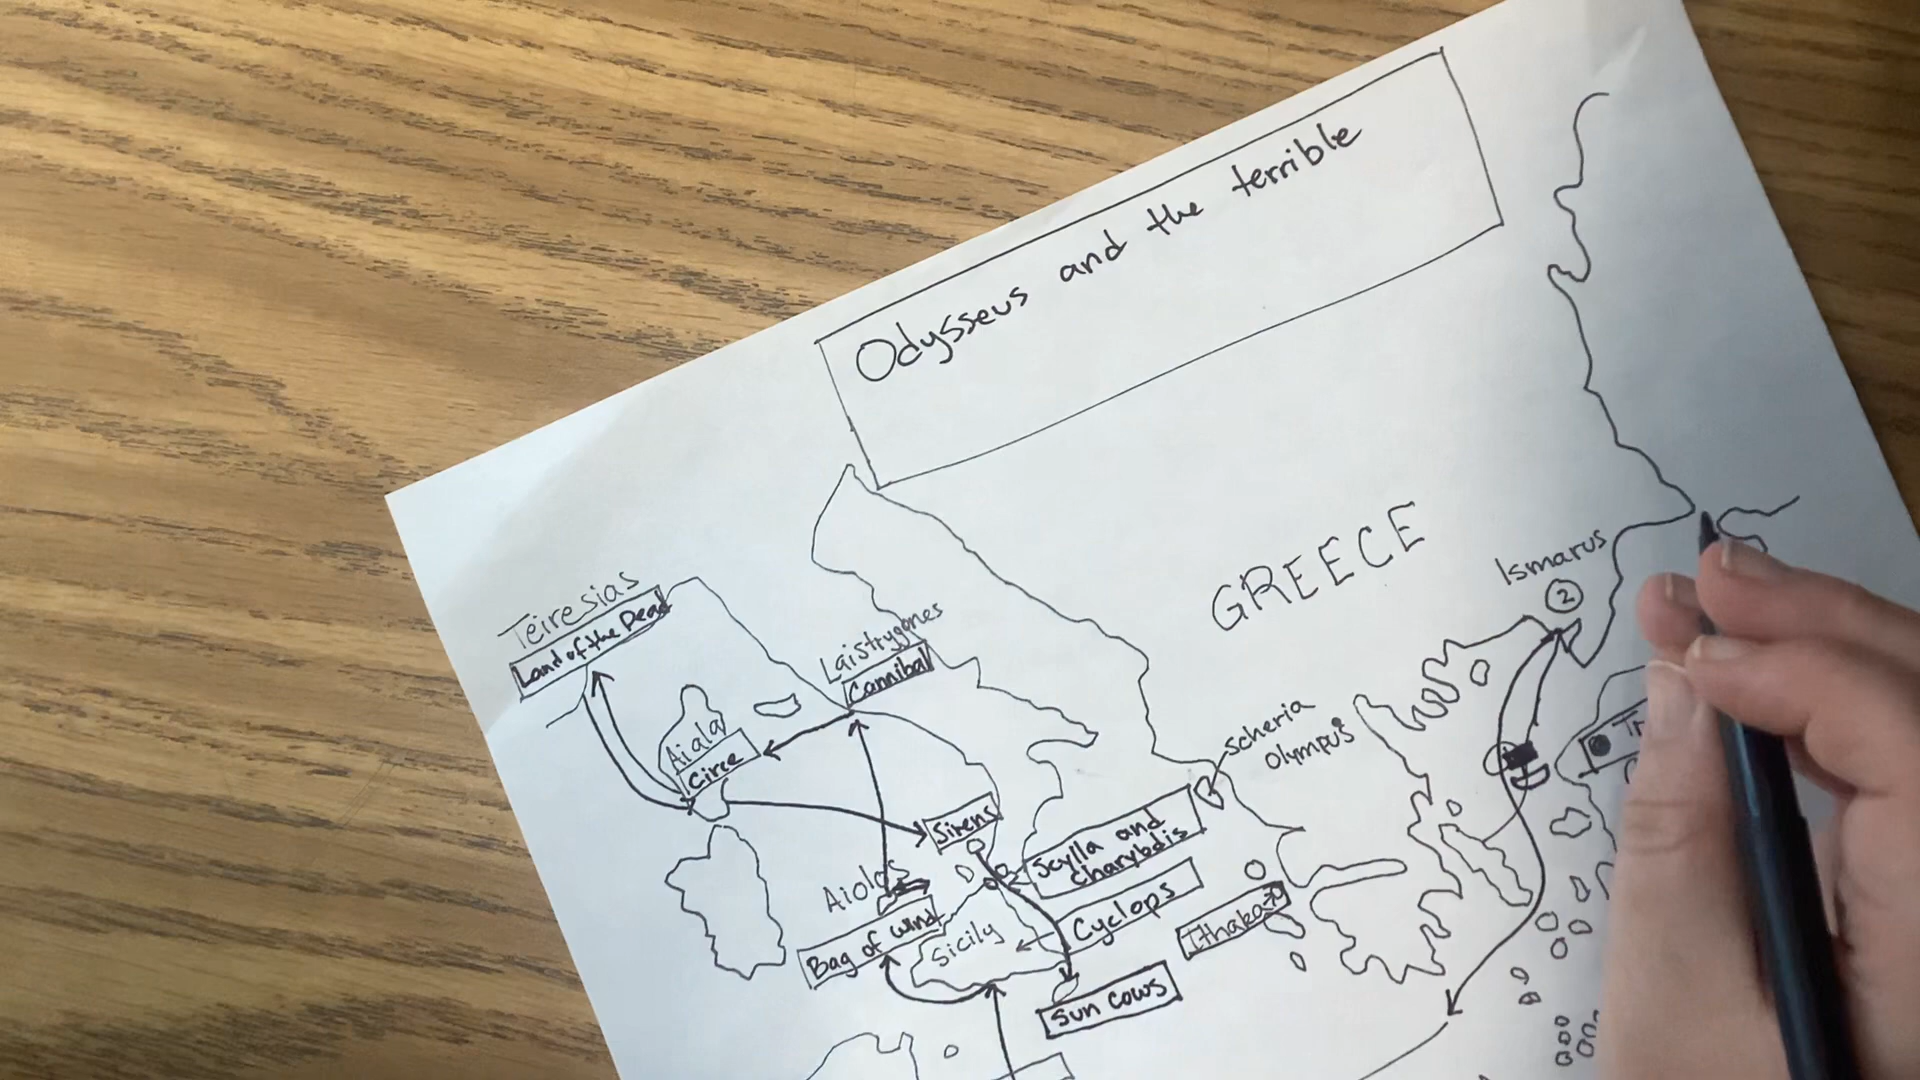 Odysseus and the terrible
GREECE
Ismarus
2
Teiresias
Land of the Dead
Laistrygones
Cannibal
Aiala
Circe
scheria
Olympus
Sirens
Scylla and
Charybdis
Aiolos
Bag of Wind
Sicily
Cyclops
Ithaka
Sun Cows